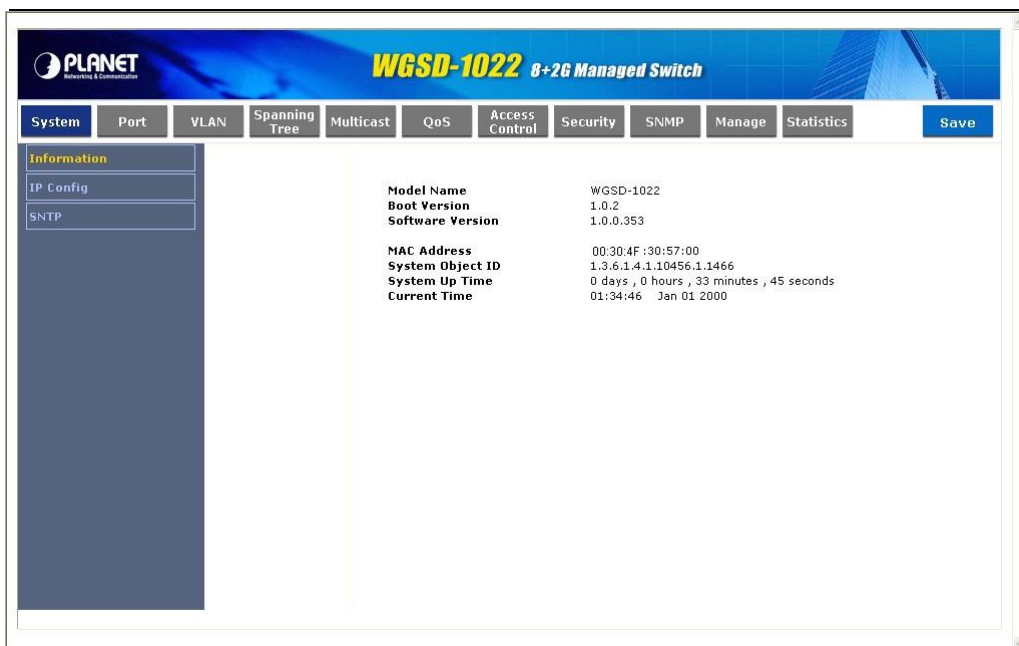 PLANET
Networking & Communication
WGSD-1022 8+2G Managed Switch
System Port VLAN Spanning Tree Multicast QoS Access Control Security SNMP Manage Statistics Save
Information
IP Config
SNTP
Model Name WGSD-1022
Boot Version 1.0.2
Software Version 1.0.0.353
MAC Address 00:30:4F :30:57:00
System Object ID 1.3.6.1.4.1.10456.1.1466
System Up Time 0 days , 0 hours , 33 minutes , 45 seconds
Current Time 01:34:46 Jan 01 2000